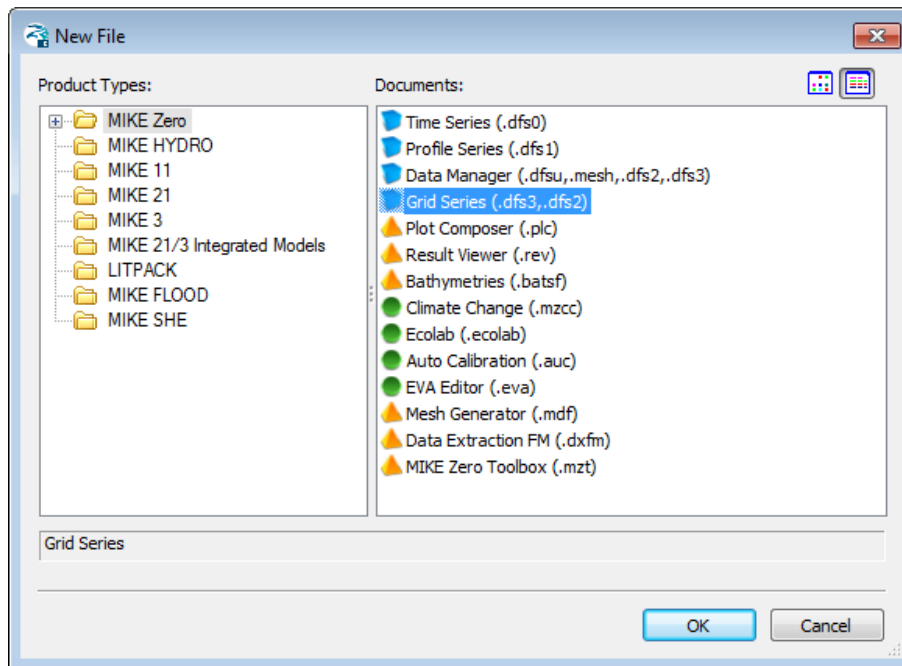 New File
Product Types:
Documents:
MIKE Zero
MIKE HYDRO
MIKE 11
MIKE 21
MIKE 3
MIKE 21/3 Integrated Models
LITPACK
MIKE FLOOD
MIKE SHE
Time Series (.dfs0)
Profile Series (.dfs1)
Data Manager (.dfsu,.mesh,.dfs2,.dfs3)
Grid Series (.dfs3,.dfs2)
Plot Composer (.plc)
Result Viewer (.rev)
Bathymetries (.batsf)
Climate Change (.mzcc)
Ecolab (.ecolab)
Auto Calibration (.auc)
EVA Editor (.eva)
Mesh Generator (.mdf)
Data Extraction FM (.dxfm)
MIKE Zero Toolbox (.mzt)
Grid Series
OK
Cancel